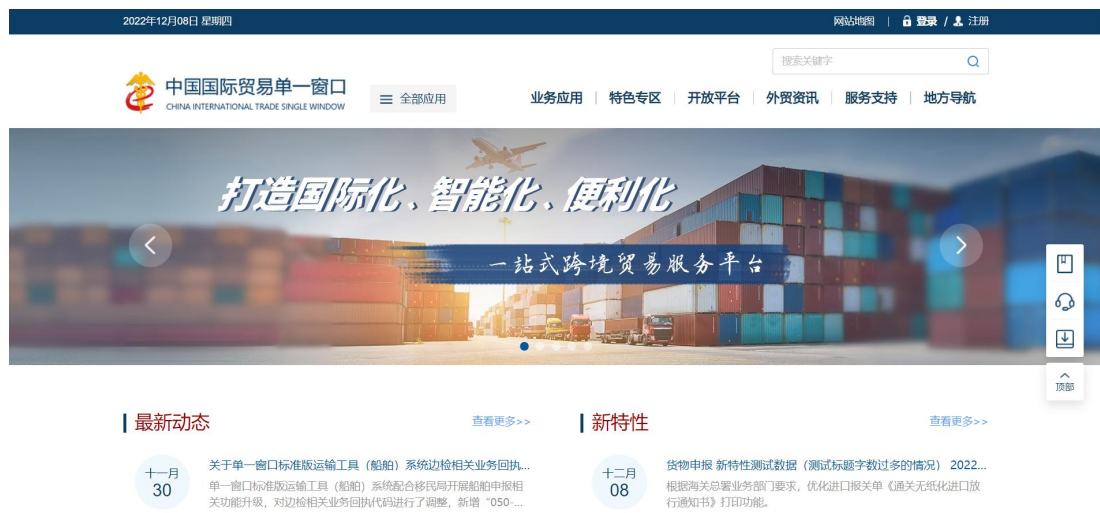 2022年12月08日 星期四
网站地图 | 登录 / 注册
搜索关键字
中国国际贸易单一窗口
CHINA INTERNATIONAL TRADE SINGLE WINDOW
全部应用
业务应用 | 特色专区 | 开放平台 | 外贸资讯 | 服务支持 | 地方导航
打造国际化、智能化、便利化
一站式跨境贸易服务平台
顶部
最新动态
查看更多>>
十一月
30
关于单一窗口标准版运输工具（船舶）系统边检相关业务回执...
单一窗口标准版运输工具（船舶）系统配合移民局开展船舶申报相
关功能升级，对边检相关业务回执代码进行了调整，新增“050-...
新特性
查看更多>>
十二月
08
货物申报 新特性测试数据（测试标题字数过多的情况） 2022...
根据海关总署业务部门要求，优化进口报关单《通关无纸化进口放
行通知书》打印功能。